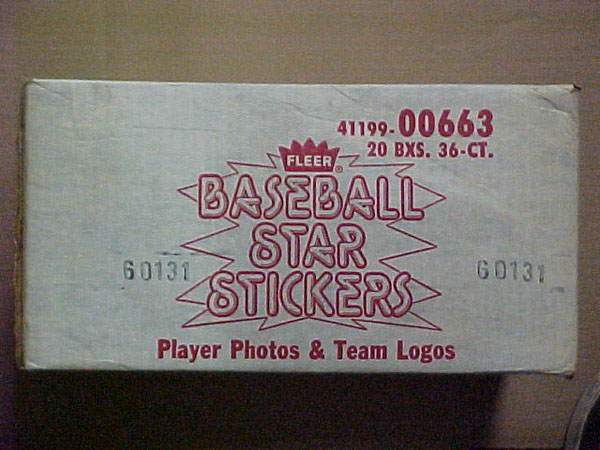 41199-00663
20 BXS. 36-CT.
FLEER®
BASEBALL
STAR
STICKERS
60131
60131
Player Photos & Team Logos